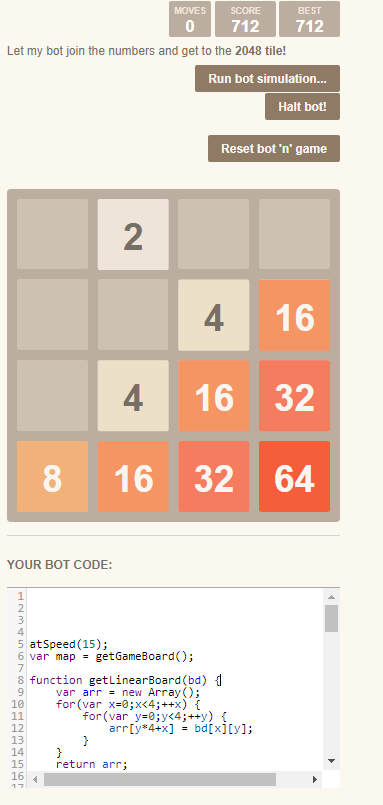 MOVES SCORE BEST
0 712 712
Let my bot join the numbers and get to the 2048 tile!
Run bot simulation...
Halt bot!
Reset bot 'n' game
2
4 16
4 16 32
8 16 32 64
YOUR BOT CODE:
1
2
3
4
5 atSpeed(15);
6 var map = getGameBoard();
7
8 function getLinearBoard(bd) {
9 var arr = new Array();
10 for(var x=0;x<4;++x) {
11 for(var y=0;y<4;++y) {
12 arr[y*4+x] = bd[x][y];
13 }
14 }
15 return arr;
16
17